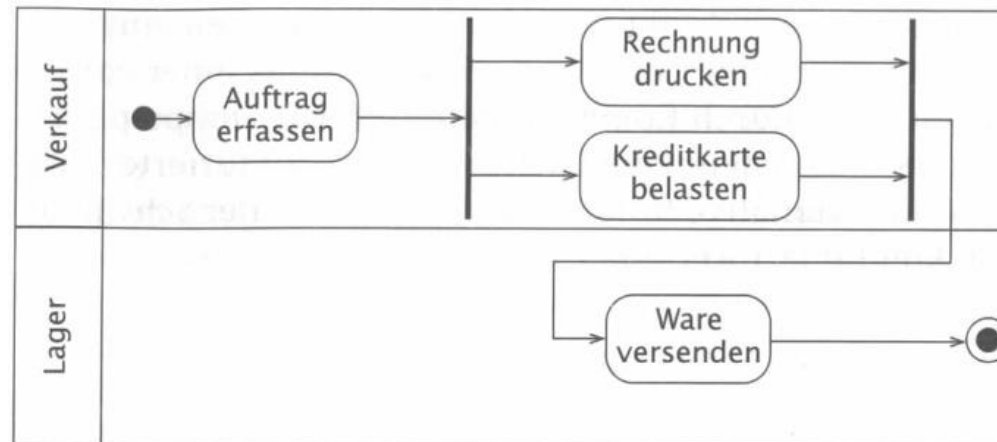 Verkauf
Auftrag
erfassen
Rechnung
drucken
Kreditkarte
belasten
Lager
Ware
versenden